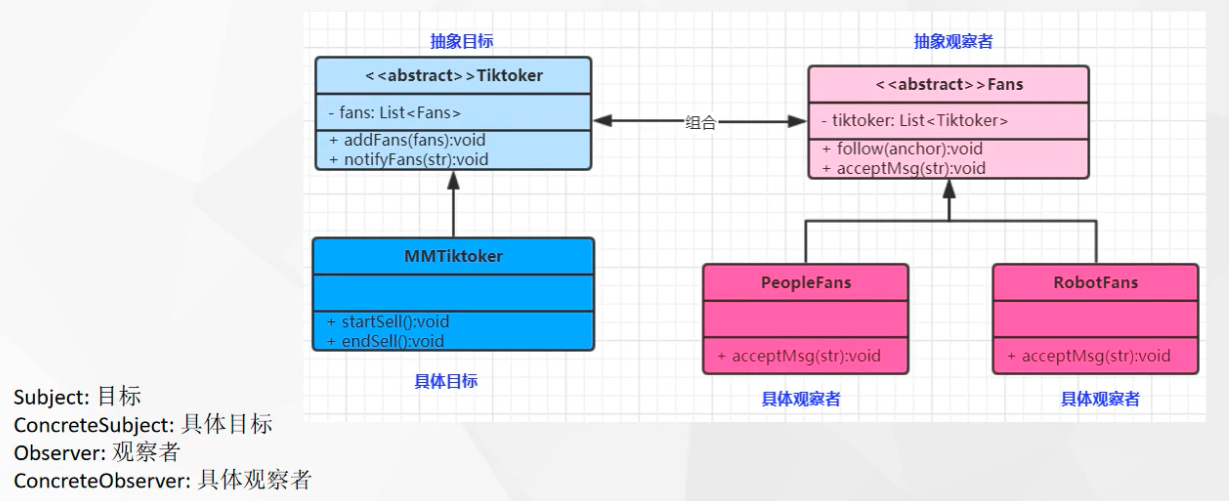 抽象目标
<<abstract>>Tiktoker
- fans: List<Fans>
+ addFans(fans):void
+ notifyFans(str):void
组合
抽象观察者
<<abstract>>Fans
- tiktoker: List<Tiktoker>
+ follow(anchor):void
+ acceptMsg(str):void
MMTiktoker
+ startSell():void
+ endSell():void
具体目标
PeopleFans
+ acceptMsg(str):void
具体观察者
RobotFans
+ acceptMsg(str):void
具体观察者
Subject: 目标
ConcreteSubject: 具体目标
Observer: 观察者
ConcreteObserver: 具体观察者